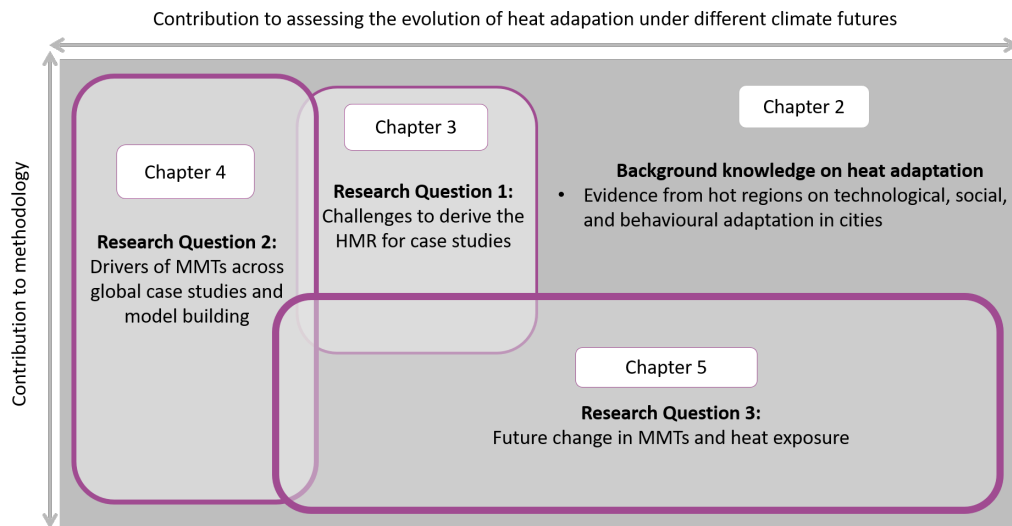 Contribution to assessing the evolution of heat adapation under different climate futures
Contribution to methodology
Chapter 4
Research Question 2:
Drivers of MMTs across
global case studies and
model building
Chapter 3
Research Question 1:
Challenges to derive the
HMR for case studies
Chapter 2
Background knowledge on heat adaptation
• Evidence from hot regions on technological, social,
and behavioural adaptation in cities
Chapter 5
Research Question 3:
Future change in MMTs and heat exposure